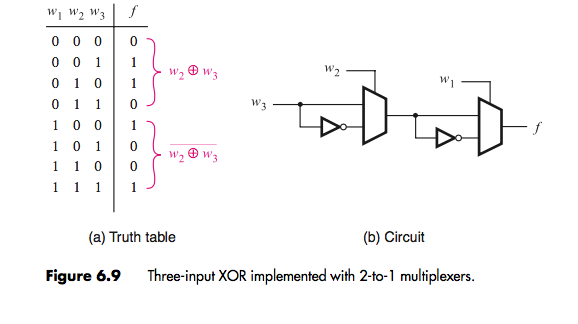 w1 w2 w3 f
0 0 0 0
0 0 1 1
0 1 0 1
0 1 1 0
w2 ⊕ w3
1 0 0 1
1 0 1 0
1 1 0 0
1 1 1 1
w2 ⊕ w3
w2
w1
w3
f
(a) Truth table
(b) Circuit
Figure 6.9 Three-input XOR implemented with 2-to-1 multiplexers.